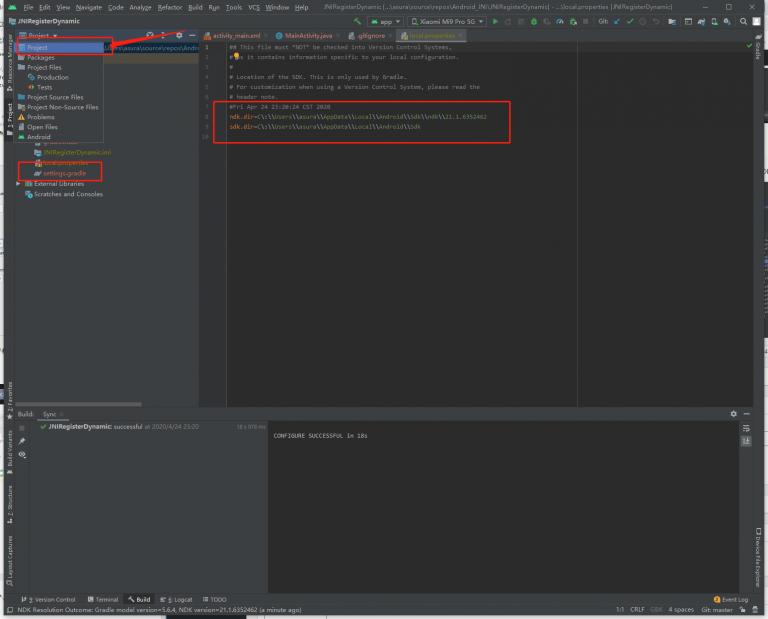 File Edit View Navigate Code Analyze Refactor Build Run Tools VCS Window Help JNIRegisterDynamic [...\asura\source\repos\Android_JNI\JNIRegisterDynamic] - ...\local.properties [JNIRegisterDynamic]
JNIRegisterDynamic
app
Xiaomi MI9 Pro 5G
Git:
Project
activity_main.xml
MainActivity.java
.gitignore
local.properties
Project
Packages
Project Files
Production
Tests
Project Source Files
Project Non-Source Files
Problems
Open Files
Android
JNIRegisterDynamic.iml
local.properties
settings.gradle
External Libraries
Scratches and Consoles
1
2
3
4
5
6
7
8
9
10
## This file must *NOT* be checked into Version Control Systems,
# as it contains information specific to your local configuration.
#
# Location of the SDK. This is only used by Gradle.
# For customization when using a Version Control System, please read the
# header note.
#Fri Apr 24 23:20:24 CST 2020
ndk.dir=C\:\\Users\\asura\\AppData\\Local\\Android\\Sdk\\ndk\\21.1.6352462
sdk.dir=C\:\\Users\\asura\\AppData\\Local\\Android\\Sdk
Resource Manager
1: Project
2: Favorites
Build Variants
Z: Structure
Layout Captures
Gradle
Device File Explorer
Build: Sync
JNIRegisterDynamic: successful at 2020/4/24 23:20
18 s 978 ms
CONFIGURE SUCCESSFUL in 18s
9: Version Control
Terminal
Build
6: Logcat
TODO
Event Log
NDK Resolution Outcome: Gradle model version=5.6.4, NDK version=21.1.6352462 (a minute ago)
1:1 CRLF GBK 4 spaces Git: master